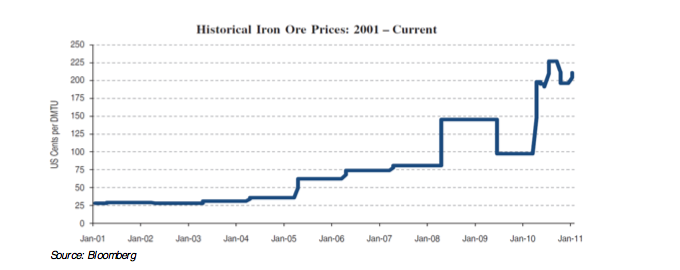 Historical Iron Ore Prices: 2001 – Current
US Cents per DMTU
250
225
200
175
150
125
100
75
50
25
0
Jan-01 Jan-02 Jan-03 Jan-04 Jan-05 Jan-06 Jan-07 Jan-08 Jan-09 Jan-10 Jan-11
Source: Bloomberg